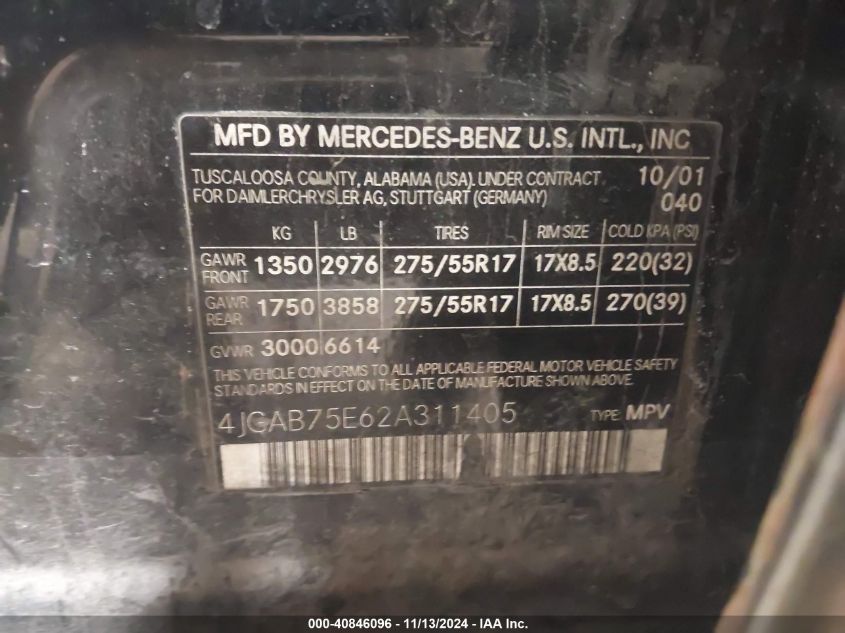 MFD BY MERCEDES-BENZ U.S. INTL., INC
TUSCALOOSA COUNTY, ALABAMA (USA). UNDER CONTRACT 10/01
FOR DAIMLERCHRYSLER AG, STUTTGART (GERMANY) 040
KG LB TIRES RIM SIZE COLD KPA (PSI)
GAWR FRONT 1350 2976 275/55R17 17X8.5 220(32)
GAWR REAR 1750 3858 275/55R17 17X8.5 270(39)
GVWR 3000 6614
THIS VEHICLE CONFORMS TO ALL APPLICABLE FEDERAL MOTOR VEHICLE SAFETY
STANDARDS IN EFFECT ON THE DATE OF MANUFACTURE SHOWN ABOVE.
4JGAB75E62A311405 TYPE: MPV
000-40846096 - 11/13/2024 - IAA Inc.